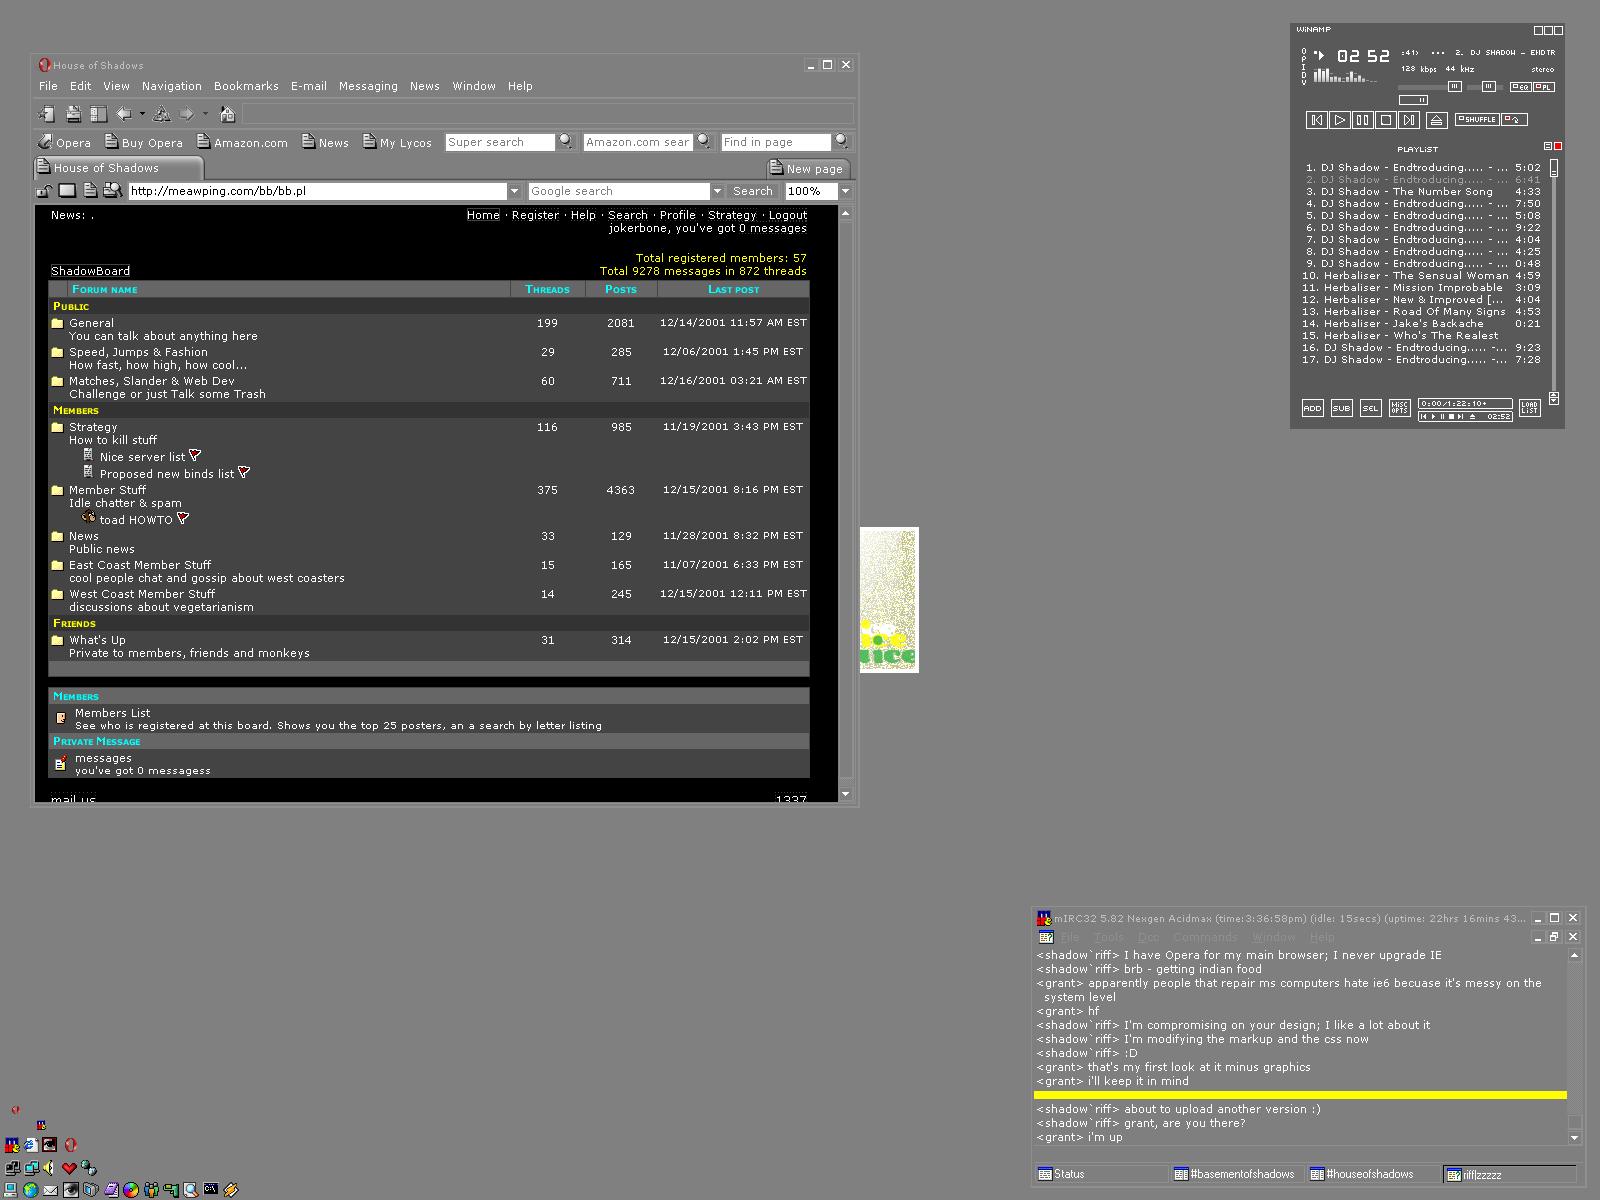 House of Shadows
File Edit View Navigation Bookmarks E-mail Messaging News Window Help
Opera Buy Opera Amazon.com News My Lycos Super search Amazon.com sear Find in page
House of Shadows New page
http://meawping.com/bb/bb.pl Google search Search 100%
News: . Home · Register · Help · Search · Profile · Strategy · Logout
jokerbone, you've got 0 messages
Total registered members: 57
ShadowBoard Total 9278 messages in 872 threads
Forum name Threads Posts Last post
Public
General 199 2081 12/14/2001 11:57 AM EST
You can talk about anything here
Speed, Jumps & Fashion 29 285 12/06/2001 1:45 PM EST
How fast, how high, how cool...
Matches, Slander & Web Dev 60 711 12/16/2001 03:21 AM EST
Challenge or just Talk some Trash
Members
Strategy 116 985 11/19/2001 3:43 PM EST
How to kill stuff
Nice server list
Proposed new binds list
Member Stuff 375 4363 12/15/2001 8:16 PM EST
Idle chatter & spam
toad HOWTO
News 33 129 11/28/2001 8:32 PM EST
Public news
East Coast Member Stuff 15 165 11/07/2001 6:33 PM EST
cool people chat and gossip about west coasters
West Coast Member Stuff 14 245 12/15/2001 12:11 PM EST
discussions about vegetarianism
Friends
What's Up 31 314 12/15/2001 2:02 PM EST
Private to members, friends and monkeys
Members
Members List
See who is registered at this board. Shows you the top 25 posters, an a search by letter listing
Private Message
messages
you've got 0 messagess
mail us 1337
WINAMP
O A I D V
02 52 :41) *** 2. DJ SHADOW - ENDTR
128 kbps 44 kHz stereo
EQ PL
SHUFFLE
PLAYLIST
1. DJ Shadow - Endtroducing..... - ... 5:02
2. DJ Shadow - Endtroducing..... - ... 6:41
3. DJ Shadow - The Number Song 4:33
4. DJ Shadow - Endtroducing..... - ... 7:50
5. DJ Shadow - Endtroducing..... - ... 5:08
6. DJ Shadow - Endtroducing..... - ... 9:22
7. DJ Shadow - Endtroducing..... - ... 4:04
8. DJ Shadow - Endtroducing..... - ... 4:25
9. DJ Shadow - Endtroducing..... - ... 0:48
10. Herbaliser - The Sensual Woman 4:59
11. Herbaliser - Mission Improbable 3:09
12. Herbaliser - New & Improved [... 4:04
13. Herbaliser - Road Of Many Signs 4:53
14. Herbaliser - Jake's Backache 0:21
15. Herbaliser - Who's The Realest
16. DJ Shadow - Endtroducing..... -... 9:23
17. DJ Shadow - Endtroducing..... -... 7:28
ADD SUB SEL MISC OPTS 0:00/1:22:10+ 02:52 LOAD LIST
mIRC32 5.82 Nexgen Acidmax (time:3:36:58pm) (idle: 15secs) (uptime: 22hrs 16mins 43...
File Tools Dcc Commands Window Help
<shadow`riff> I have Opera for my main browser; I never upgrade IE
<shadow`riff> brb - getting indian food
<grant> apparently people that repair ms computers hate ie6 becuase it's messy on the
system level
<grant> hf
<shadow`riff> I'm compromising on your design; I like a lot about it
<shadow`riff> I'm modifying the markup and the css now
<shadow`riff> :D
<grant> that's my first look at it minus graphics
<grant> i'll keep it in mind
<shadow`riff> about to upload another version :)
<shadow`riff> grant, are you there?
<grant> i'm up
Status #basementofshadows #houseofshadows riff|zzzzz